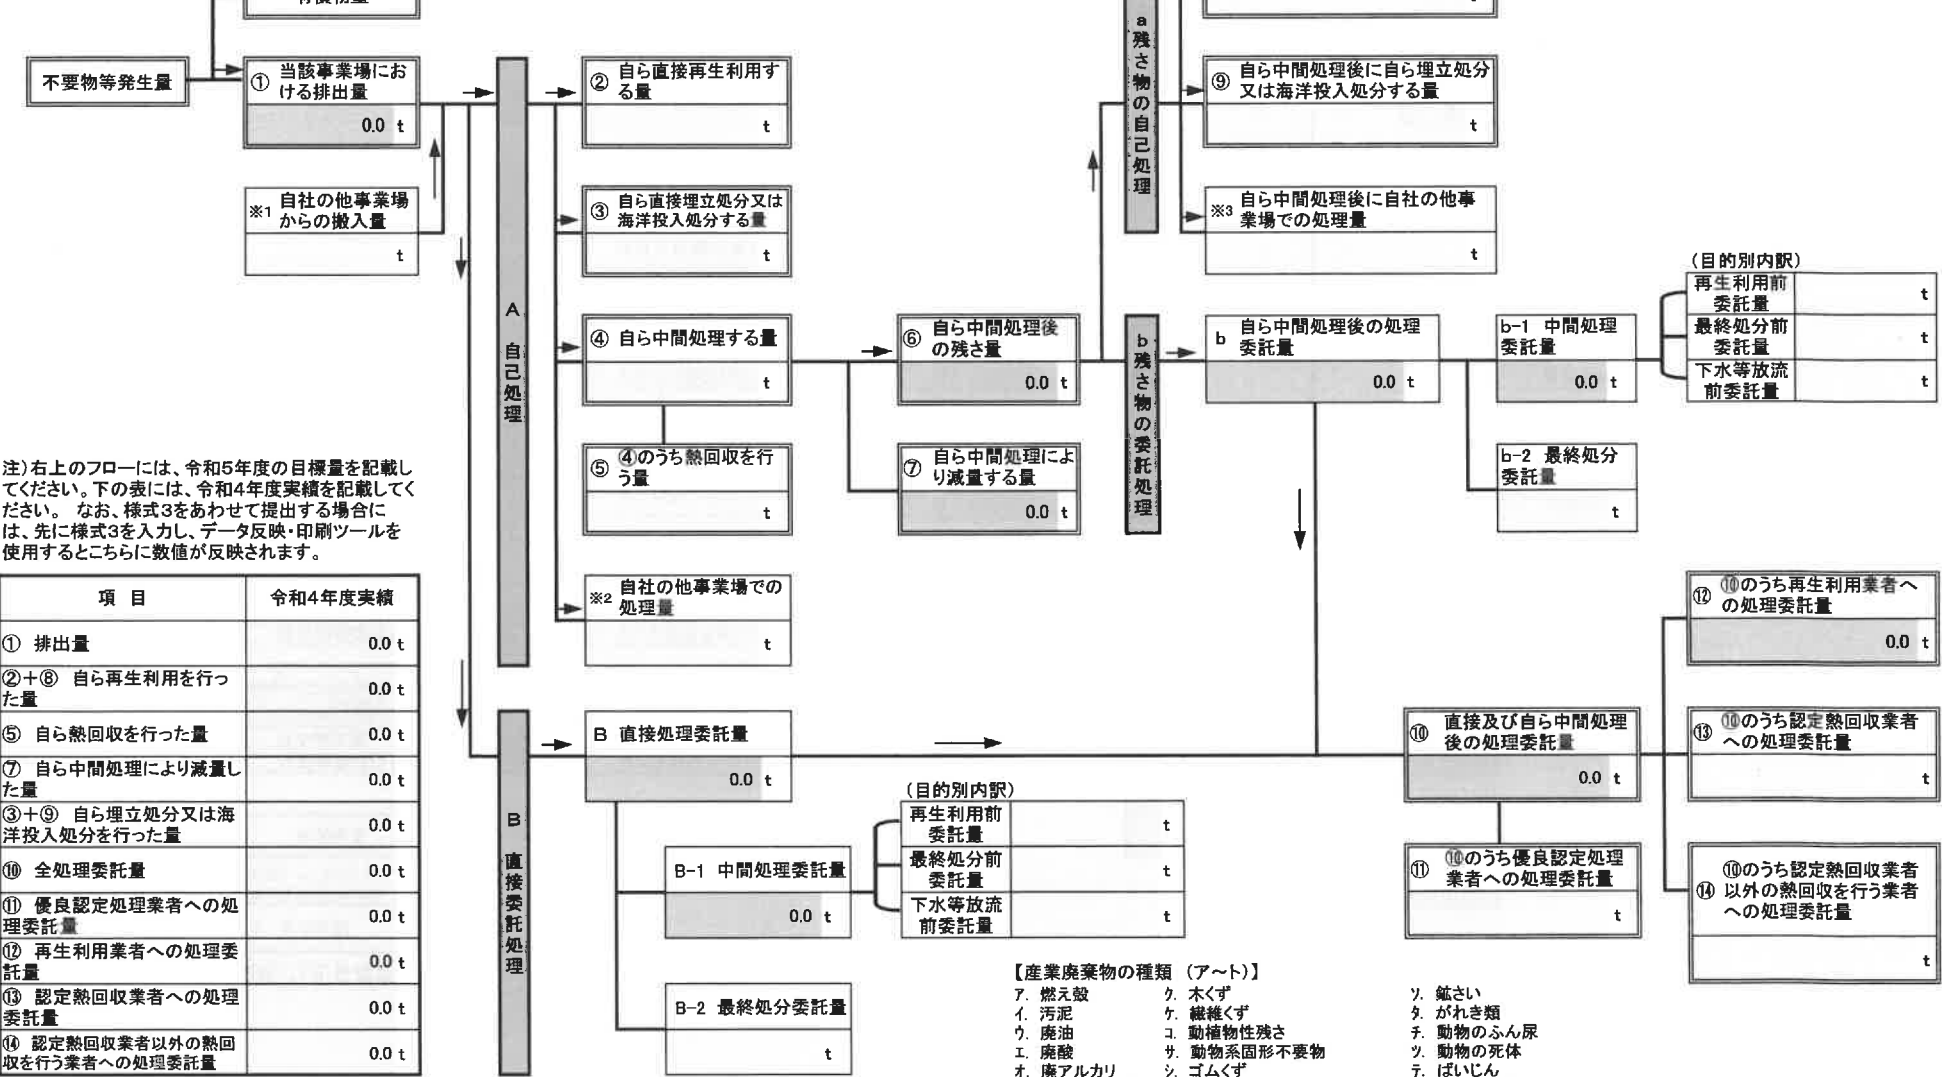 不要物等発生量
① 当該事業場にお
ける排出量
0.0 t
※1 自社の他事業場
からの搬入量
t
A 自己処理
② 自ら直接再生利用す
る量
t
③ 自ら直接埋立処分又は
海洋投入処分する量
t
④ 自ら中間処理する量
t
⑤ ④のうち熱回収を行
う量
t
※2 自社の他事業場での
処理量
t
⑥ 自ら中間処理後
の残さ量
0.0 t
⑦ 自ら中間処理によ
り減量する量
0.0 t
a 残さ物の自己処理
t
⑨ 自ら中間処理後に自ら埋立処分
又は海洋投入処分する量
t
※3 自ら中間処理後に自社の他事
業場での処理量
t
b 残さ物の委託処理
b 自ら中間処理後の処理
委託量
0.0 t
b-1 中間処理
委託量
0.0 t
b-2 最終処分
委託量
t
(目的別内訳)
再生利用前
委託量 t
最終処分前
委託量 t
下水等放流
前委託量 t
注)右上のフローには、令和5年度の目標量を記載し
てください。下の表には、令和4年度実績を記載してく
ださい。 なお、様式3をあわせて提出する場合に
は、先に様式3を入力し、データ反映・印刷ツールを
使用するとこちらに数値が反映されます。
項 目 令和4年度実績
① 排出量 0.0 t
②+⑧ 自ら再生利用を行っ
た量 0.0 t
⑤ 自ら熱回収を行った量 0.0 t
⑦ 自ら中間処理により減量し
た量 0.0 t
③+⑨ 自ら埋立処分又は海
洋投入処分を行った量 0.0 t
⑩ 全処理委託量 0.0 t
⑪ 優良認定処理業者への処
理委託量 0.0 t
⑫ 再生利用業者への処理委
託量 0.0 t
⑬ 認定熱回収業者への処理
委託量 0.0 t
⑭ 認定熱回収業者以外の熱回
収を行う業者への処理委託量 0.0 t
B 直接委託処理
B 直接処理委託量
0.0 t
B-1 中間処理委託量
0.0 t
B-2 最終処分委託量
t
(目的別内訳)
再生利用前
委託量 t
最終処分前
委託量 t
下水等放流
前委託量 t
⑩ 直接及び自ら中間処理
後の処理委託量
0.0 t
⑪ ⑩のうち優良認定処理
業者への処理委託量
t
⑫ ⑩のうち再生利用業者へ
の処理委託量
0.0 t
⑬ ⑩のうち認定熱回収業者
への処理委託量
t
⑭ ⑩のうち認定熱回収業者
以外の熱回収を行う業者
への処理委託量
t
【産業廃棄物の種類 (ア~ト)】
ア. 燃え殻
イ. 汚泥
ウ. 廃油
エ. 廃酸
オ. 廃アルカリ
ク. 木くず
ケ. 繊維くず
コ. 動植物性残さ
サ. 動物系固形不要物
シ. ゴムくず
ソ. 鉱さい
タ. がれき類
チ. 動物のふん尿
ツ. 動物の死体
テ. ばいじん